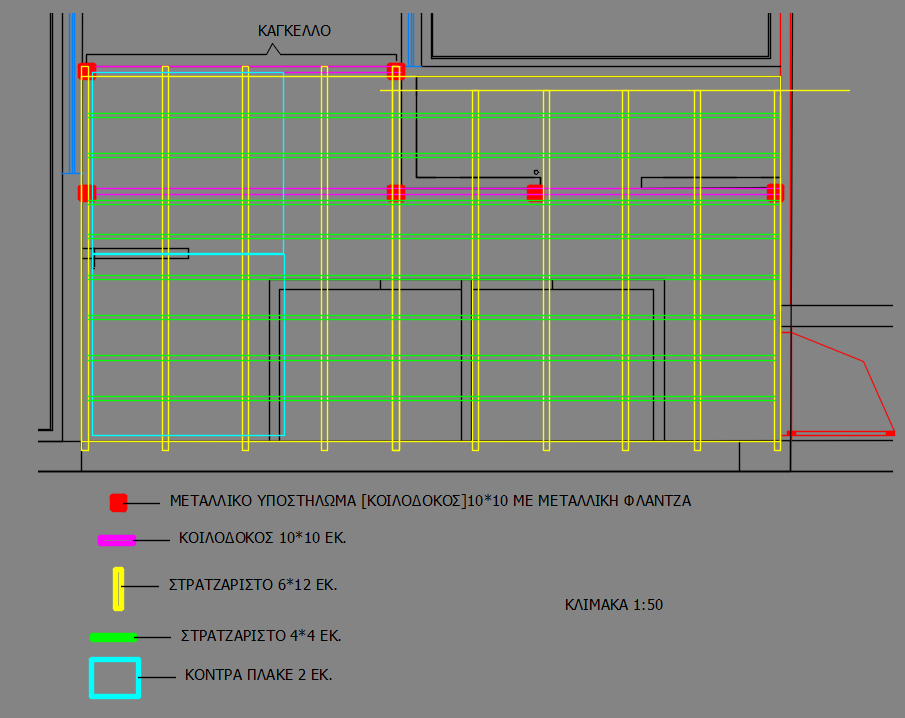 ΚΑΓΚΕΛΛΟ
ΜΕΤΑΛΛΙΚΟ ΥΠΟΣΤΗΛΩΜΑ [ΚΟΙΛΟΔΟΚΟΣ]10*10 ΜΕ ΜΕΤΑΛΛΙΚΗ ΦΛΑΝΤΖΑ
ΚΟΙΛΟΔΟΚΟΣ 10*10 ΕΚ.
ΣΤΡΑΤΖΑΡΙΣΤΟ 6*12 ΕΚ.
ΚΛΙΜΑΚΑ 1:50
ΣΤΡΑΤΖΑΡΙΣΤΟ 4*4 ΕΚ.
ΚΟΝΤΡΑ ΠΛΑΚΕ 2 ΕΚ.